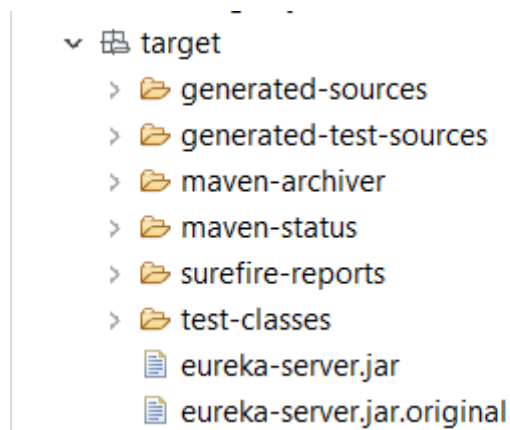 target
generated-sources
generated-test-sources
maven-archiver
maven-status
surefire-reports
test-classes
eureka-server.jar
eureka-server.jar.original